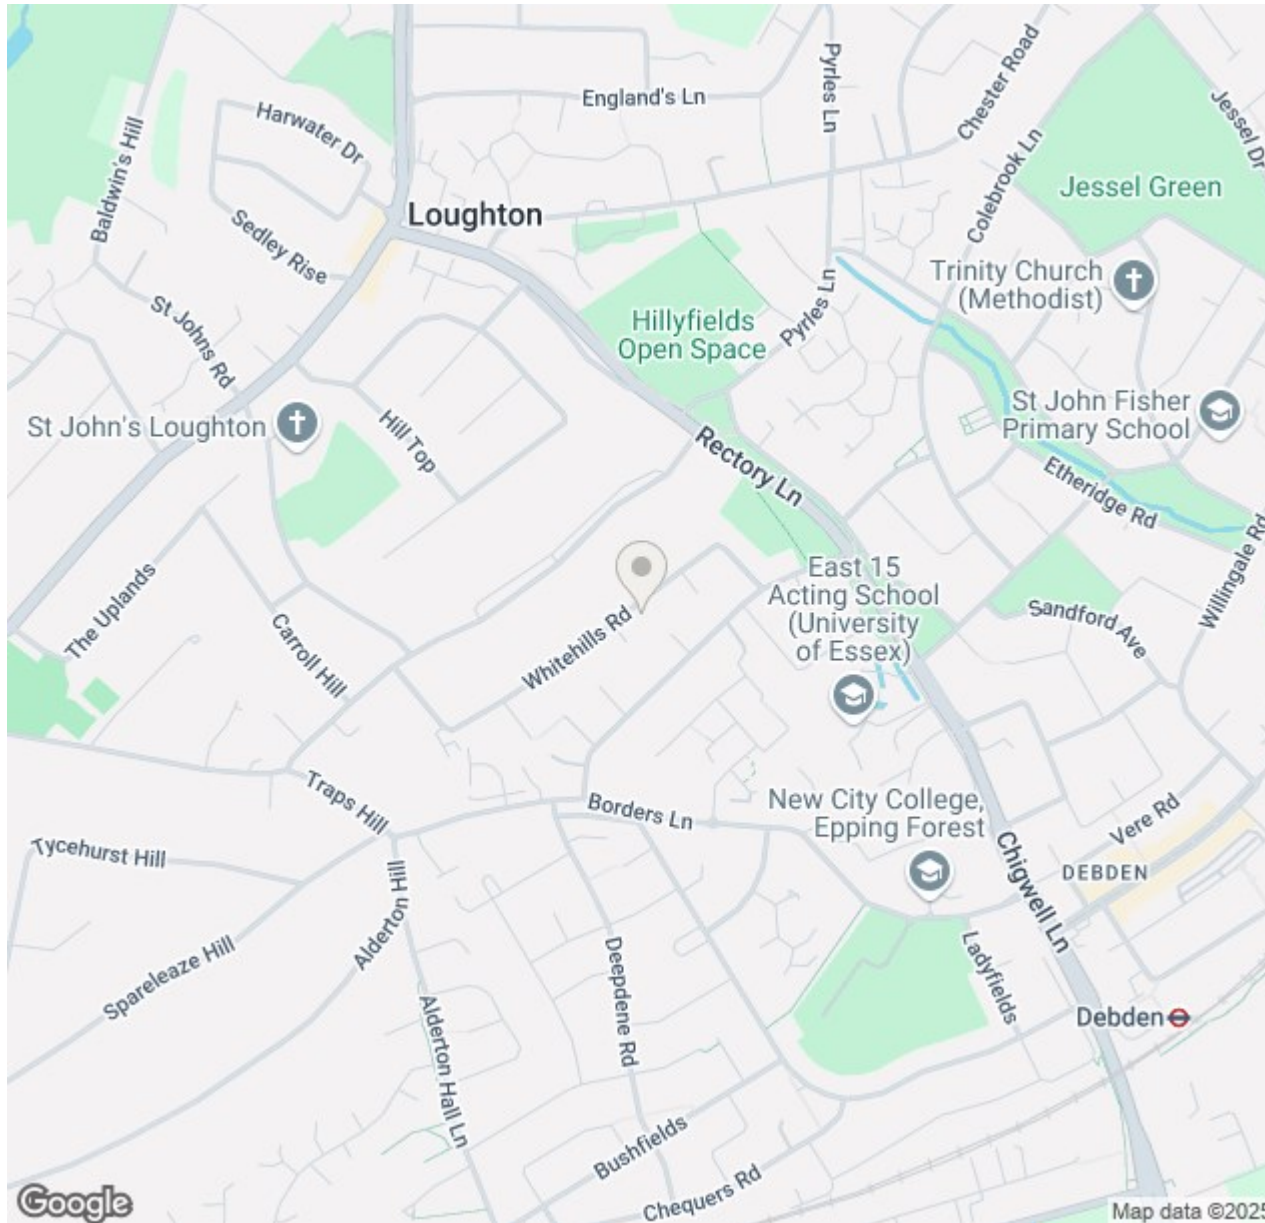 England's Ln
Pyrles Ln
Chester Road
Jessel Dr
Harwater Dr
Baldwin's Hill
Colebrook Ln
Jessel Green
Loughton
Sedley Rise
Trinity Church
(Methodist)
Pyrles Ln
St Johns Rd
Hillyfields
Open Space
St John's Loughton
Hill Top
St John Fisher
Primary School
Rectory Ln
Etheridge Rd
Willingale Rd
The Uplands
Carroll Hill
Whitehills Rd
East 15
Acting School
(University
of Essex)
Sandford Ave
Traps Hill
Borders Ln
New City College,
Epping Forest
Vere Rd
Tycehurst Hill
Alderton Hill
Chigwell Ln
DEBDEN
Spareleaze Hill
Deepdene Rd
Ladyfields
Alderton Hall Ln
Debden
Bushfields
Chequers Rd
Google
Map data ©2025